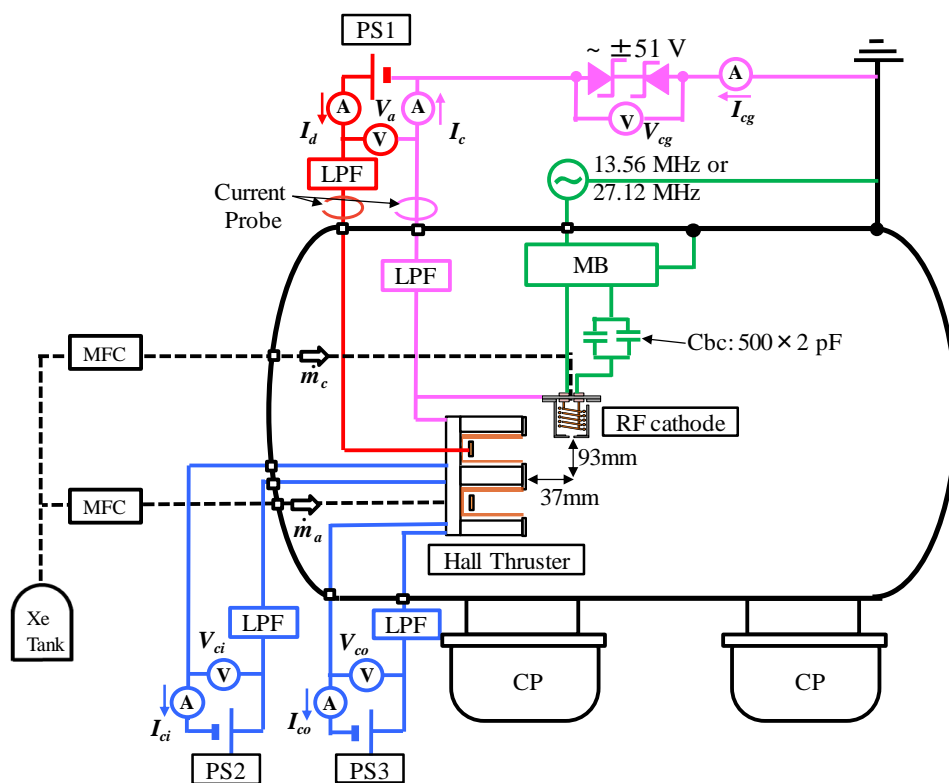 PS1
~ ±51 V
A
A
A
I_d
V_a
V
I_c
V
V_cg
I_cg
LPF
13.56 MHz or
27.12 MHz
Current
Probe
LPF
MB
MFC
ṁ_c
Cbc: 500×2 pF
RF cathode
93mm
37mm
MFC
ṁ_a
Hall Thruster
Xe
Tank
LPF
LPF
V_ci
V_co
V
V
CP
CP
A
A
I_ci
I_co
PS2
PS3